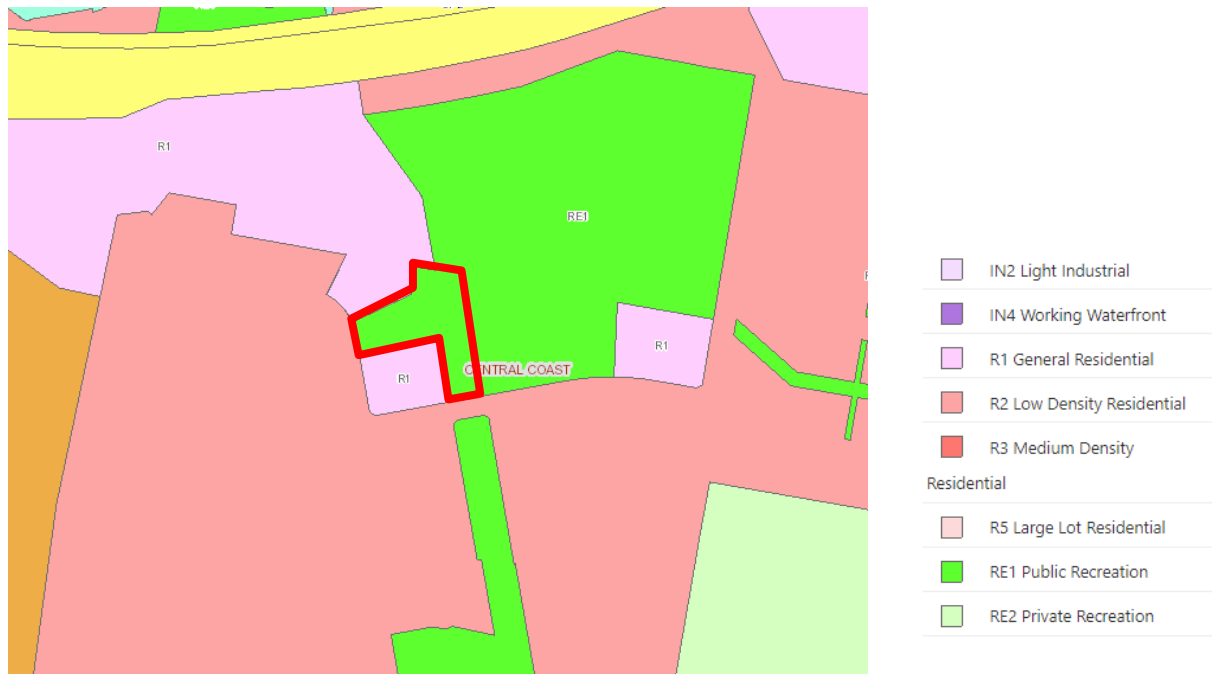 R1
RE1
R1
CENTRAL COAST
R1
IN2 Light Industrial
IN4 Working Waterfront
R1 General Residential
R2 Low Density Residential
R3 Medium Density
Residential
R5 Large Lot Residential
RE1 Public Recreation
RE2 Private Recreation